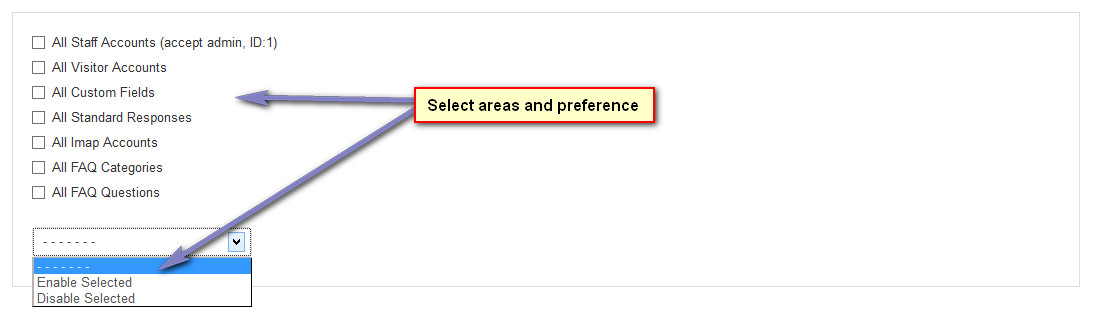 All Staff Accounts (accept admin, ID:1)
All Visitor Accounts
All Custom Fields
All Standard Responses
All Imap Accounts
All FAQ Categories
All FAQ Questions
Select areas and preference
- - - - - - -
- - - - - - -
Enable Selected
Disable Selected